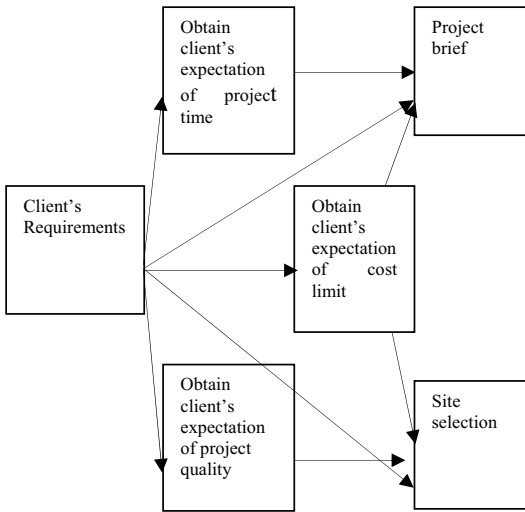 Obtain
client’s
expectation
of project
time
Project
brief
Client’s
Requirements
Obtain
client’s
expectation
of cost
limit
Obtain
client’s
expectation
of project
quality
Site
selection